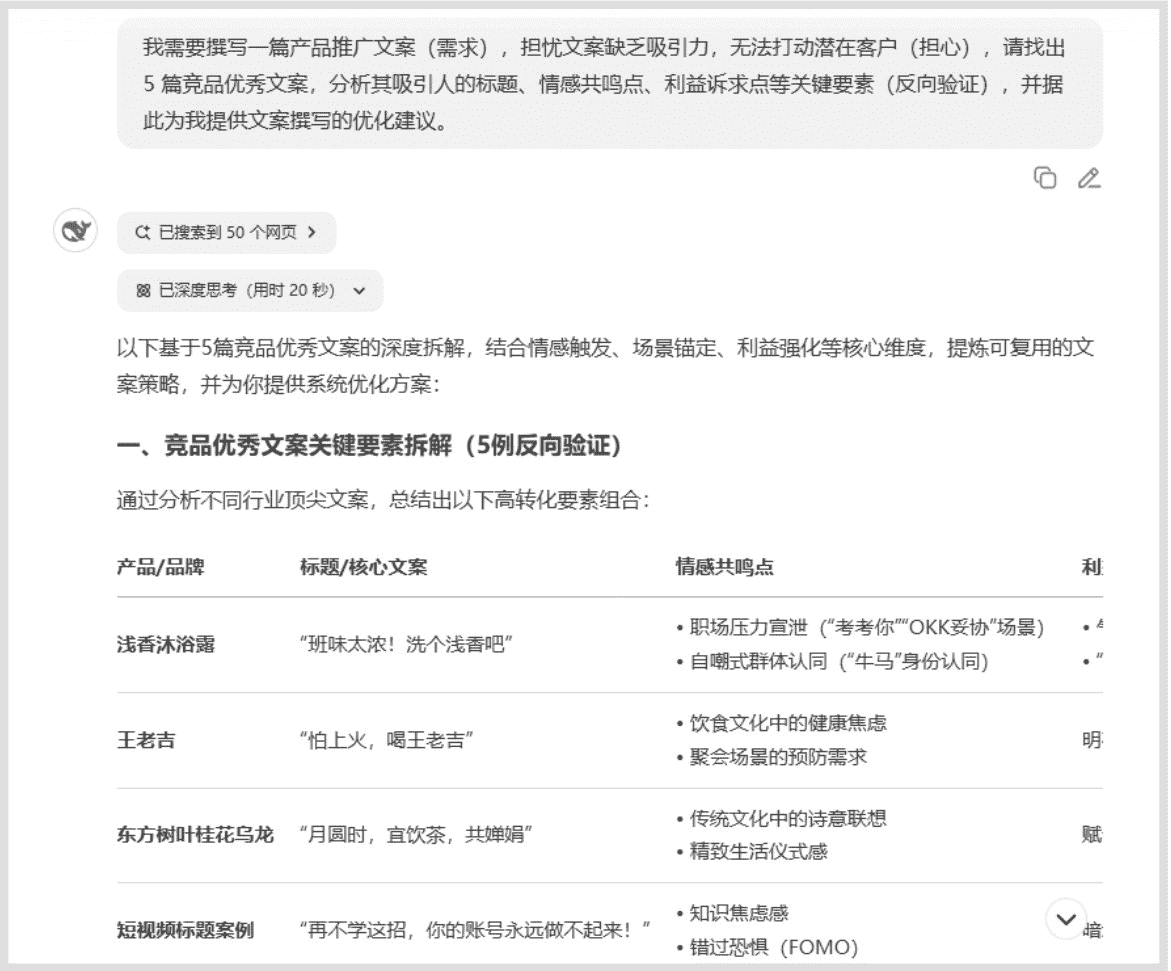 我需要撰写一篇产品推广文案（需求），担忧文案缺乏吸引力，无法打动潜在客户（担心），请找出
5 篇竞品优秀文案，分析其吸引人的标题、情感共鸣点、利益诉求点等关键要素（反向验证），并据
此为我提供文案撰写的优化建议。
已搜索到 50 个网页
已深度思考（用时 20 秒）
以下基于5篇竞品优秀文案的深度拆解，结合情感触发、场景锚定、利益强化等核心维度，提炼可复用的文
案策略，并为你提供系统优化方案：
一、竞品优秀文案关键要素拆解（5例反向验证）
通过分析不同行业顶尖文案，总结出以下高转化要素组合：
产品/品牌 标题/核心文案 情感共鸣点 利
• 职场压力宣泄（“考考你”“OKK妥协”场景）
浅香沐浴露 “班味太浓！洗个浅香吧”
• 自嘲式群体认同（“牛马”身份认同） • “
• 饮食文化中的健康焦虑
王老吉 “怕上火，喝王老吉” 明
• 聚会场景的预防需求
• 传统文化中的诗意联想
东方树叶桂花乌龙 “月圆时，宜饮茶，共婵娟” 赋
• 精致生活仪式感
• 知识焦虑感
短视频标题案例 “再不学这招，你的账号永远做不起来！” 暗
• 错过恐惧（FOMO）